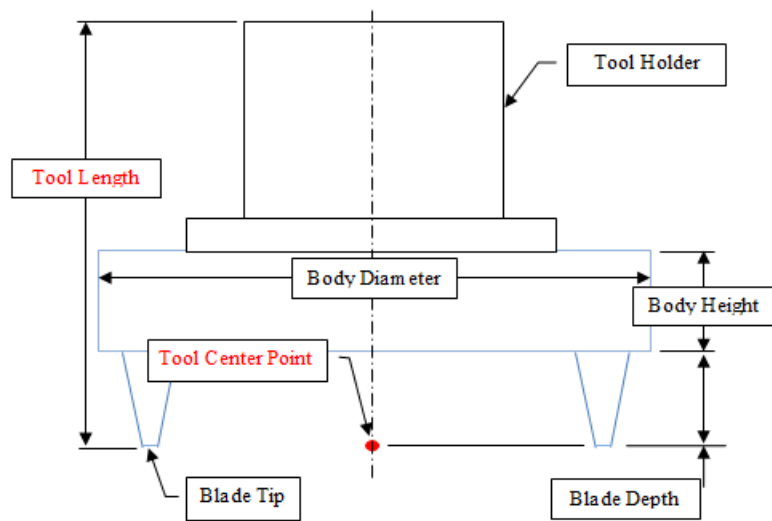 Tool Holder
Tool Length
Body Diameter
Body Height
Tool Center Point
Blade Tip
Blade Depth